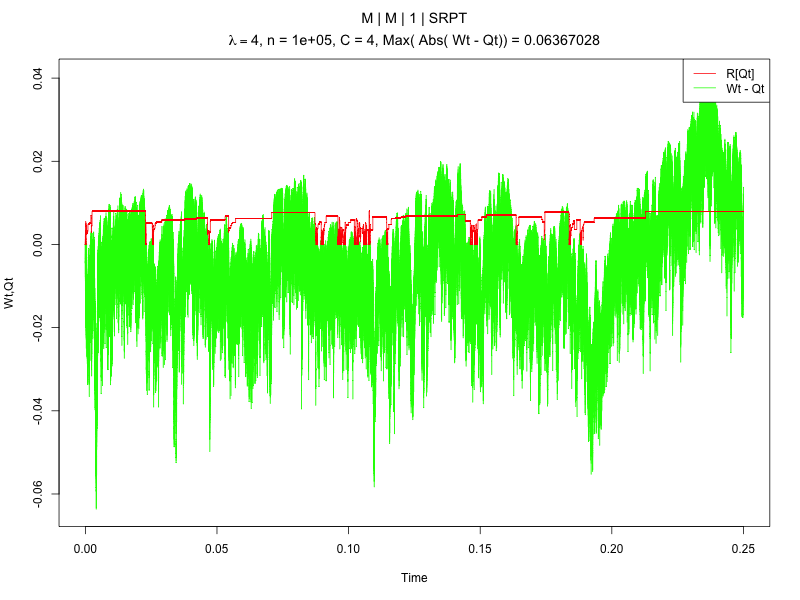 M | M | 1 | SRPT
λ = 4, n = 1e+05, C = 4, Max( Abs( Wt - Qt)) = 0.06367028
R[Qt]
Wt - Qt
0.04
0.02
0.00
-0.02
-0.04
-0.06
Wt,Qt
0.00 0.05 0.10 0.15 0.20 0.25
Time